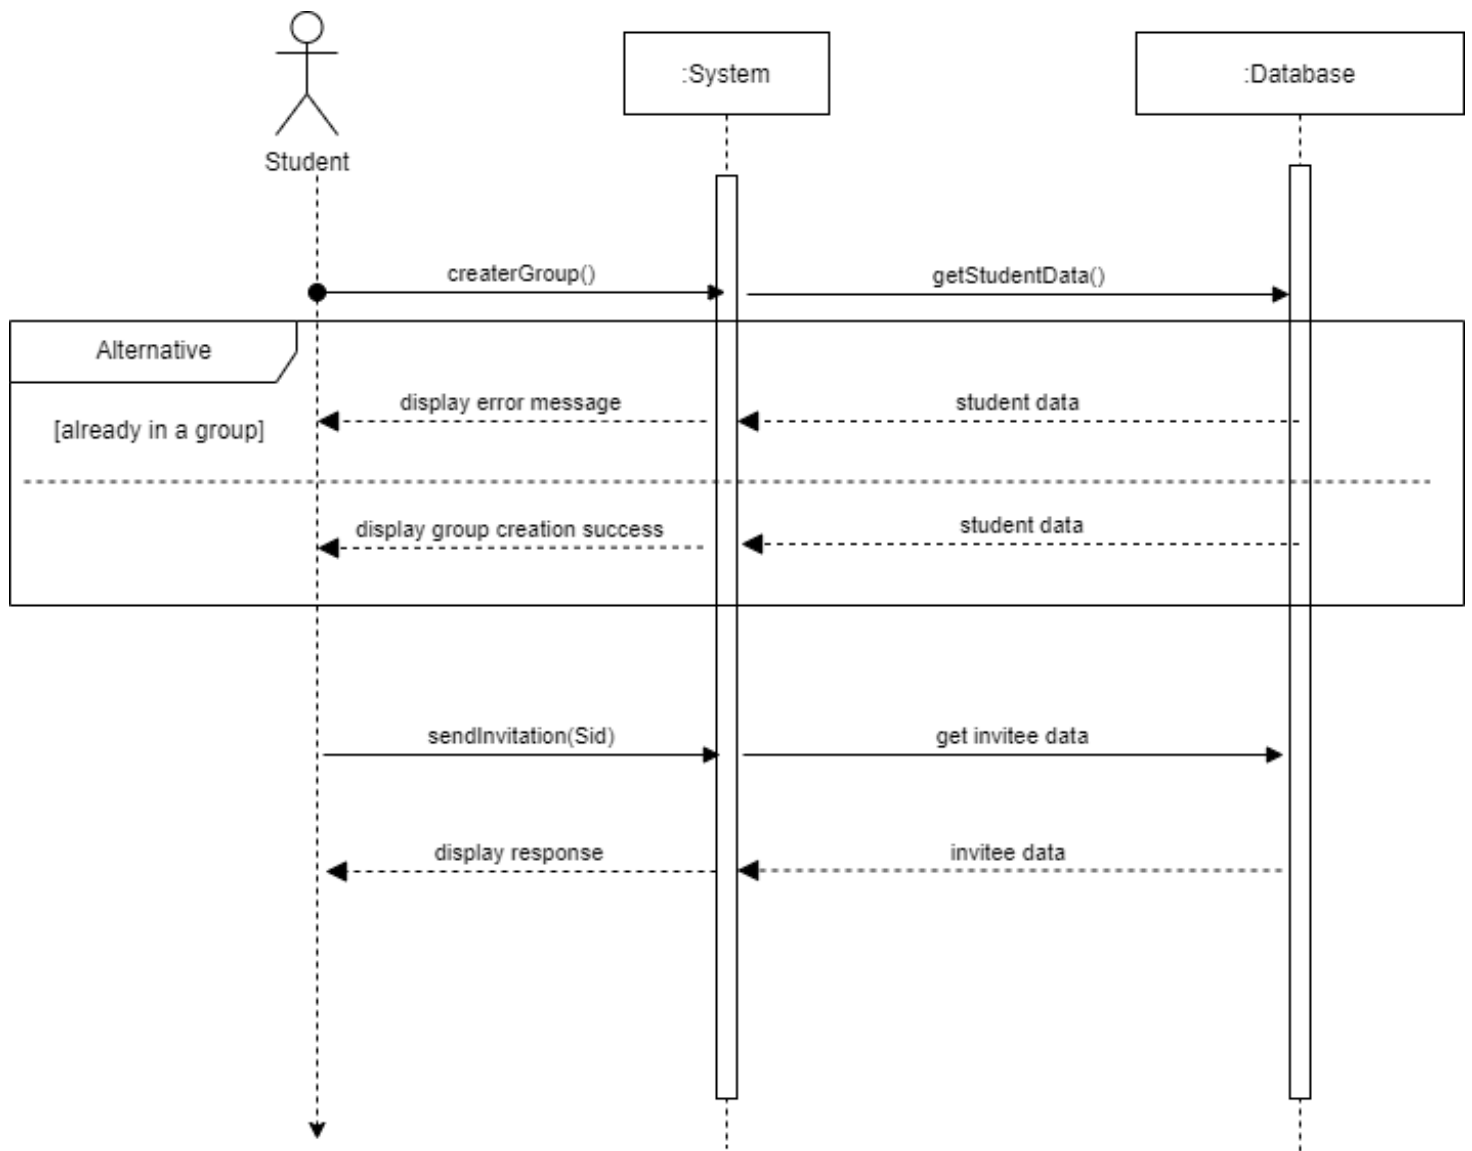 :System
:Database
Student
createrGroup()
getStudentData()
Alternative
display error message
student data
[already in a group]
display group creation success
student data
sendInvitation(Sid)
get invitee data
display response
invitee data